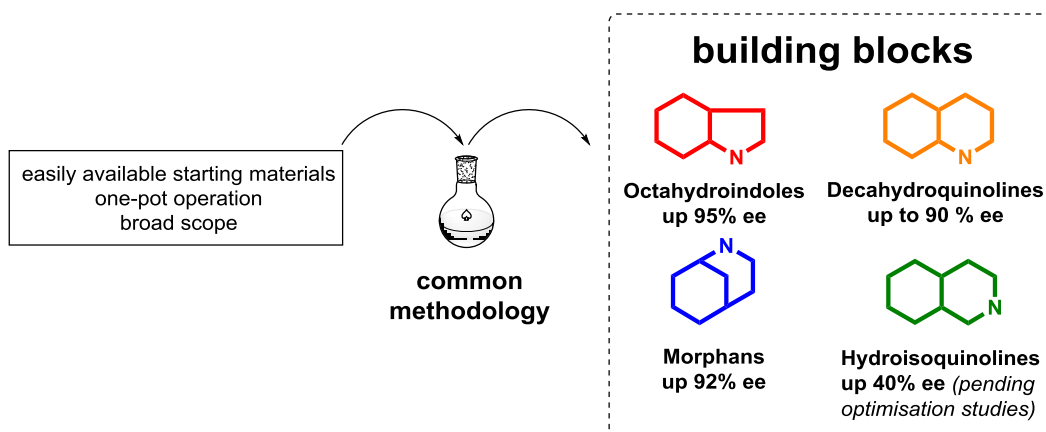 easily available starting materials
one-pot operation
broad scope
common
methodology
building blocks
N
Octahydroindoles
up 95% ee
N
Decahydroquinolines
up to 90 % ee
N
Morphans
up 92% ee
N
Hydroisoquinolines
up 40% ee (pending
optimisation studies)